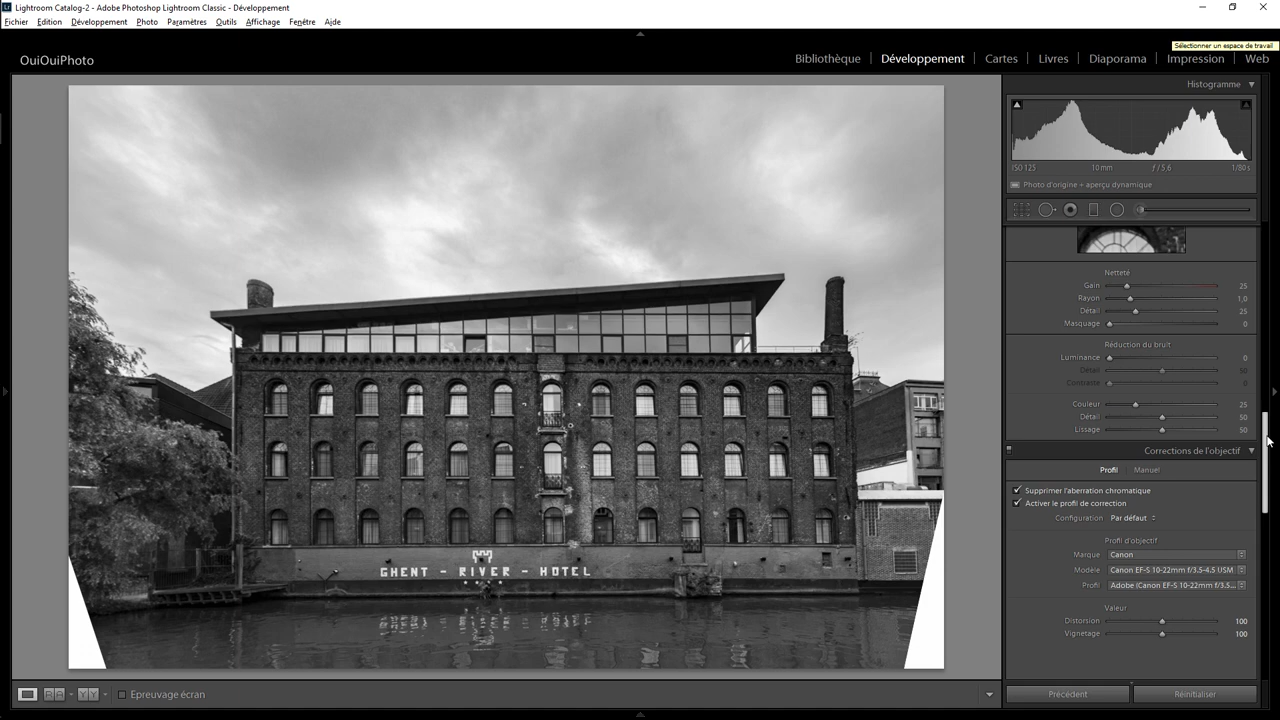 Lr Lightroom Catalog-2 - Adobe Photoshop Lightroom Classic - Développement
Fichier Edition Développement Photo Paramètres Outils Affichage Fenêtre Aide
Sélectionner un espace de travail
OuiOuiPhoto
Bibliothèque | Développement | Cartes | Livres | Diaporama | Impression | Web
Histogramme
ISO 125 10 mm ƒ / 5,6 1/80 s
Photo d'origine + aperçu dynamique
Netteté
Gain 25
Rayon 1,0
Détail 25
Masquage 0
Réduction du bruit
Luminance 0
Détail 50
Contraste 0
Couleur 25
Détail 50
Lissage 50
Corrections de l'objectif
Profil Manuel
Supprimer l'aberration chromatique
Activer le profil de correction
Configuration Par défaut
Profil d'objectif
Marque Canon
Modèle Canon EF-S 10-22mm f/3.5-4.5 USM
Profil Adobe (Canon EF-S 10-22mm f/3.5...
Valeur
Distorsion 100
Vignetage 100
GHENT - RIVER - HOTEL
RA XY Epreuvage écran
Précédent Réinitialiser